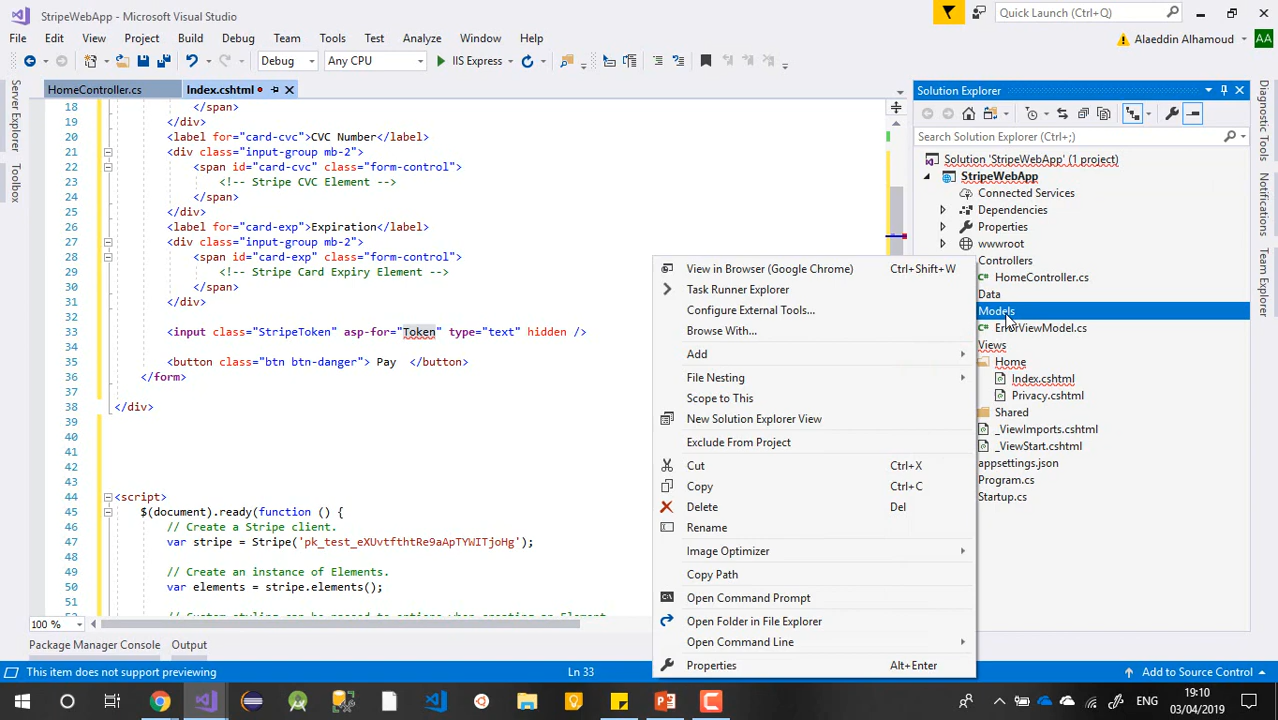 StripeWebApp - Microsoft Visual Studio
Quick Launch (Ctrl+Q)
File Edit View Project Build Debug Team Tools Test Analyze Window Help
Alaeddin Alhamoud AA
Debug Any CPU IIS Express
Server Explorer
Toolbox
HomeController.cs Index.cshtml
18 </span>
19 </div>
20 <label for="card-cvc">CVC Number</label>
21 <div class="input-group mb-2">
22 <span id="card-cvc" class="form-control">
23 <!-- Stripe CVC Element -->
24 </span>
25 </div>
26 <label for="card-exp">Expiration</label>
27 <div class="input-group mb-2">
28 <span id="card-exp" class="form-control">
29 <!-- Stripe Card Expiry Element -->
30 </span>
31 </div>
32
33 <input class="StripeToken" asp-for="Token" type="text" hidden />
34
35 <button class="btn btn-danger"> Pay </button>
36 </form>
37
38 </div>
39
40
41
42
43
44 <script>
45 $(document).ready(function () {
46 // Create a Stripe client.
47 var stripe = Stripe('pk_test_eXUvtfthtRe9aApTYWITjoHg');
48
49 // Create an instance of Elements.
50 var elements = stripe.elements();
51
100 %
View in Browser (Google Chrome) Ctrl+Shift+W
Task Runner Explorer
Configure External Tools...
Browse With...
Add
File Nesting
Scope to This
New Solution Explorer View
Exclude From Project
Cut Ctrl+X
Copy Ctrl+C
Delete Del
Rename
Image Optimizer
Copy Path
Open Command Prompt
Open Folder in File Explorer
Open Command Line
Properties Alt+Enter
Solution Explorer
Search Solution Explorer (Ctrl+;)
Solution 'StripeWebApp' (1 project)
StripeWebApp
Connected Services
Dependencies
Properties
wwwroot
Controllers
HomeController.cs
Data
Models
ErrorViewModel.cs
Views
Home
Index.cshtml
Privacy.cshtml
Shared
_ViewImports.cshtml
_ViewStart.cshtml
appsettings.json
Program.cs
Startup.cs
Diagnostic Tools
Notifications
Team Explorer
Package Manager Console Output
This item does not support previewing Ln 33 Add to Source Control
ENG
19:10
03/04/2019